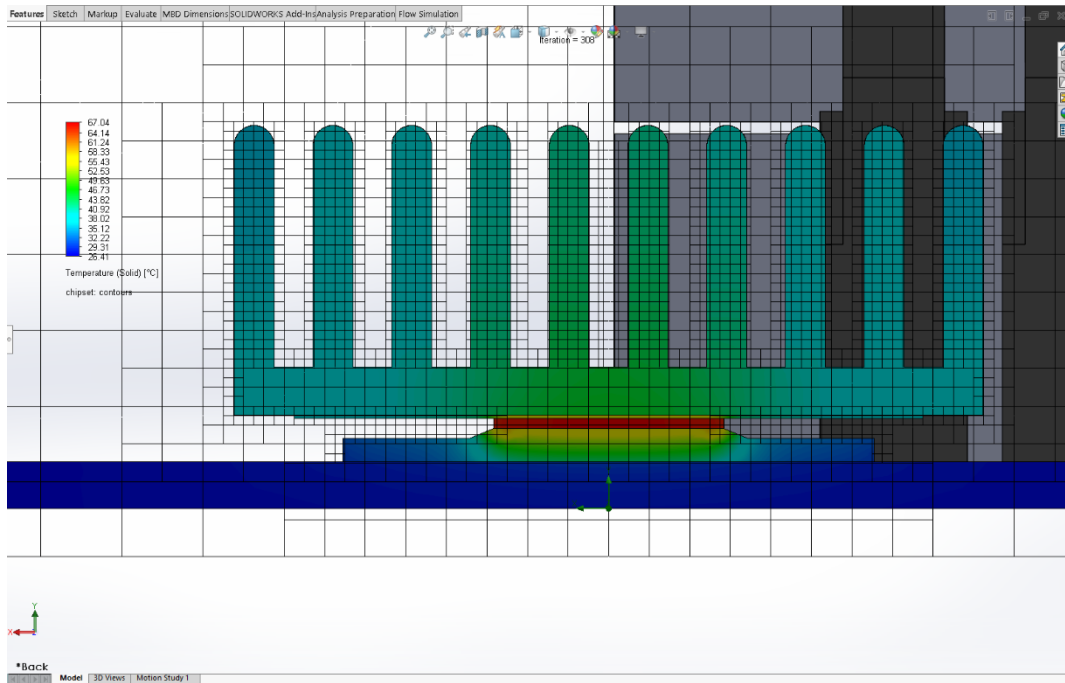 Features Sketch Markup Evaluate MBD Dimensions SOLIDWORKS Add-Ins Analysis Preparation Flow Simulation
Iteration = 308
67.04
64.14
61.24
58.33
55.43
52.53
49.63
46.73
43.82
40.92
38.02
35.12
32.22
29.31
26.41
Temperature (Solid) [°C]
chipset: contours
Y
X
*Back
Model 3D Views Motion Study 1